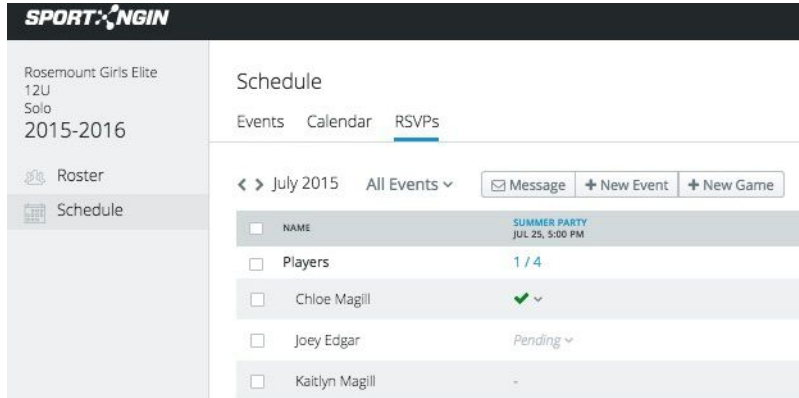 SPORT NGIN
Rosemount Girls Elite
12U
Solo
2015-2016
Roster
Schedule
Schedule
Events Calendar RSVPs
July 2015 All Events Message + New Event + New Game
NAME SUMMER PARTY
JUL 25, 5:00 PM
Players 1 / 4
Chloe Magill
Joey Edgar Pending
Kaitlyn Magill -